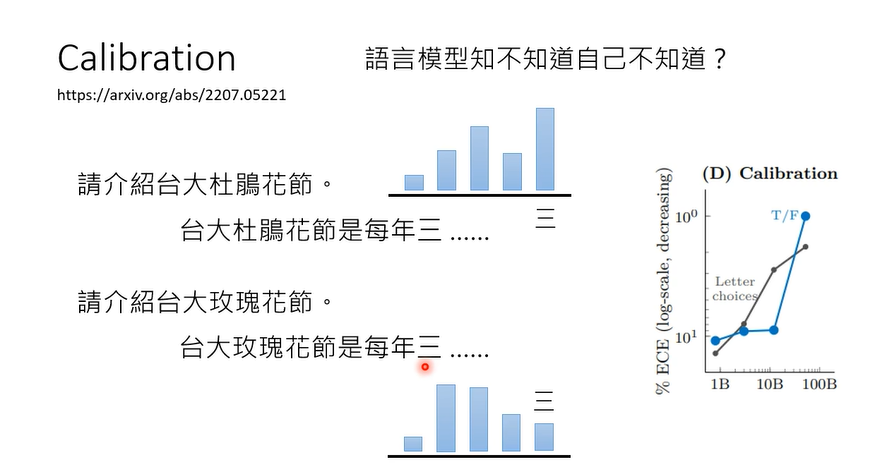 Calibration
語言模型知不知道自己不知道？
https://arxiv.org/abs/2207.05221
請介紹台大杜鵑花節。
台大杜鵑花節是每年三 ......
三
請介紹台大玫瑰花節。
台大玫瑰花節是每年三 ......
三
(D) Calibration
% ECE (log-scale, decreasing)
10⁰
10¹
T/F
Letter
choices
1B 10B 100B